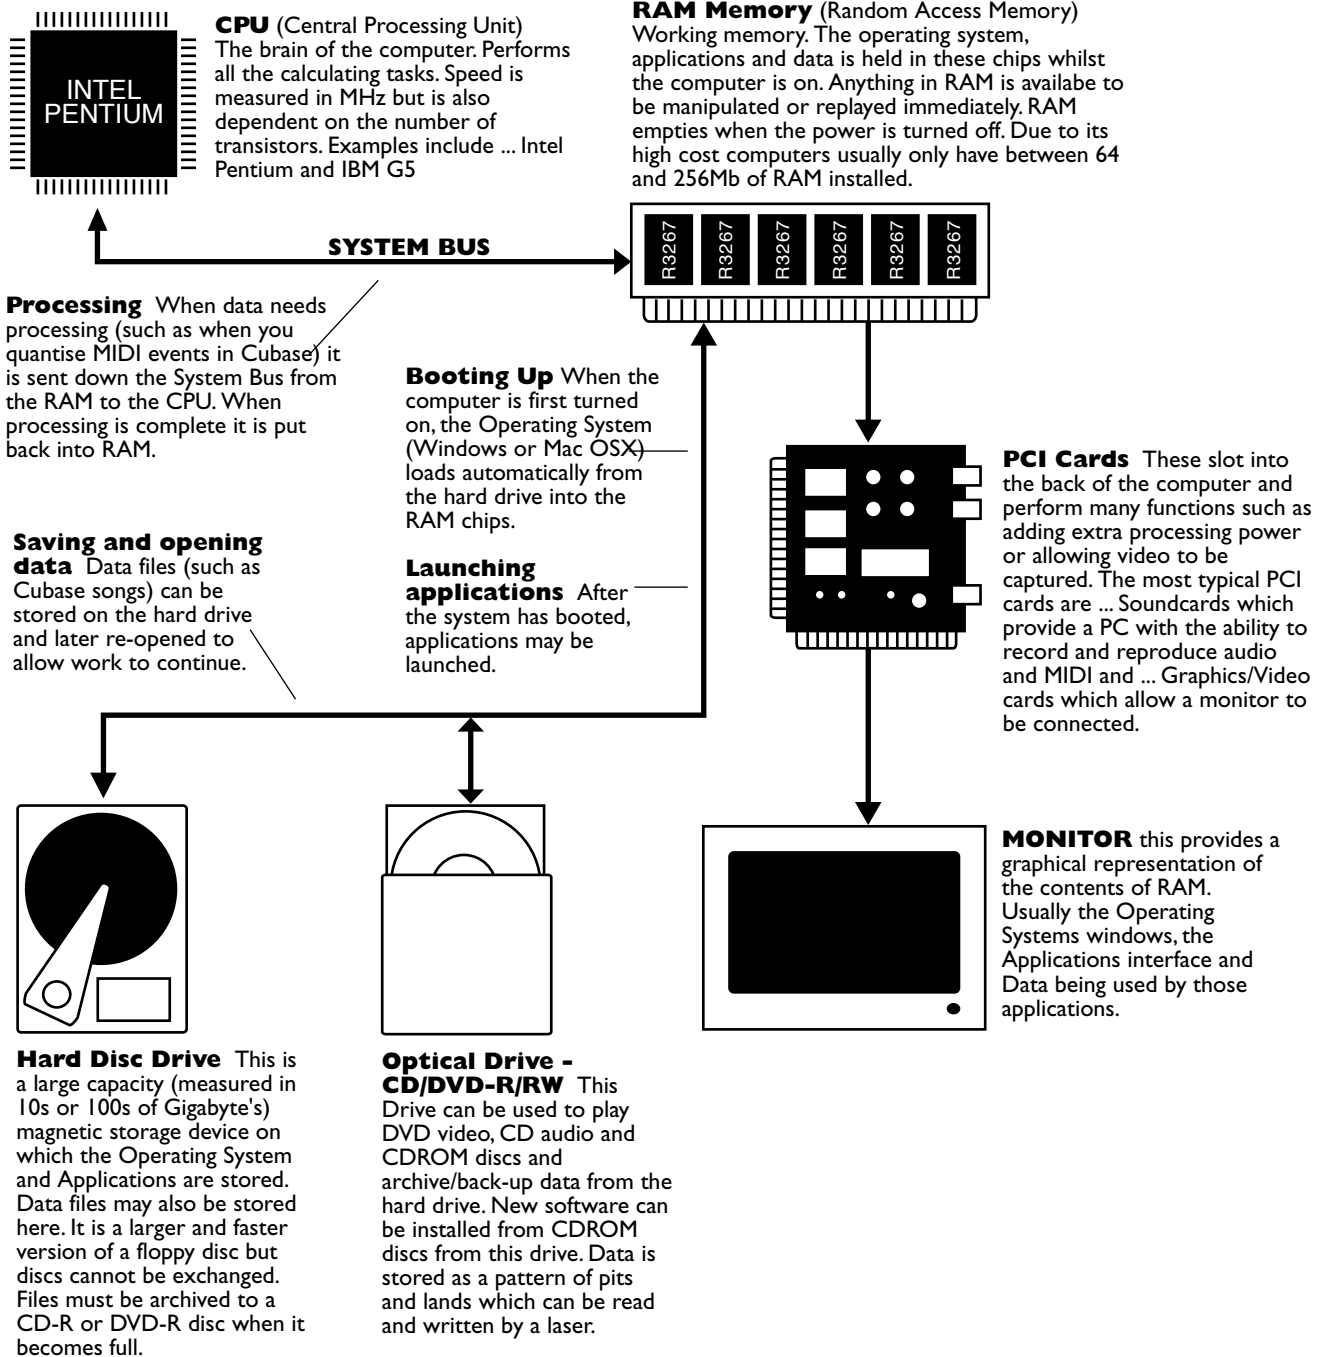 INTEL
PENTIUM
CPU (Central Processing Unit)
The brain of the computer. Performs
all the calculating tasks. Speed is
measured in MHz but is also
dependent on the number of
transistors. Examples include ... Intel
Pentium and IBM G5
RAM Memory (Random Access Memory)
Working memory. The operating system,
applications and data is held in these chips whilst
the computer is on. Anything in RAM is availabe to
be manipulated or replayed immediately. RAM
empties when the power is turned off. Due to its
high cost computers usually only have between 64
and 256Mb of RAM installed.
SYSTEM BUS
R3267
R3267
R3267
R3267
R3267
R3267
Processing When data needs
processing (such as when you
quantise MIDI events in Cubase) it
is sent down the System Bus from
the RAM to the CPU. When
processing is complete it is put
back into RAM.
Booting Up When the
computer is first turned
on, the Operating System
(Windows or Mac OSX)
loads automatically from
the hard drive into the
RAM chips.
Launching
applications After
the system has booted,
applications may be
launched.
Saving and opening
data Data files (such as
Cubase songs) can be
stored on the hard drive
and later re-opened to
allow work to continue.
PCI Cards These slot into
the back of the computer and
perform many functions such as
adding extra processing power
or allowing video to be
captured. The most typical PCI
cards are ... Soundcards which
provide a PC with the ability to
record and reproduce audio
and MIDI and ... Graphics/Video
cards which allow a monitor to
be connected.
MONITOR this provides a
graphical representation of
the contents of RAM.
Usually the Operating
Systems windows, the
Applications interface and
Data being used by those
applications.
Hard Disc Drive This is
a large capacity (measured in
10s or 100s of Gigabyte's)
magnetic storage device on
which the Operating System
and Applications are stored.
Data files may also be stored
here. It is a larger and faster
version of a floppy disc but
discs cannot be exchanged.
Files must be archived to a
CD-R or DVD-R disc when it
becomes full.
Optical Drive -
CD/DVD-R/RW This
Drive can be used to play
DVD video, CD audio and
CDROM discs and
archive/back-up data from the
hard drive. New software can
be installed from CDROM
discs from this drive. Data is
stored as a pattern of pits
and lands which can be read
and written by a laser.